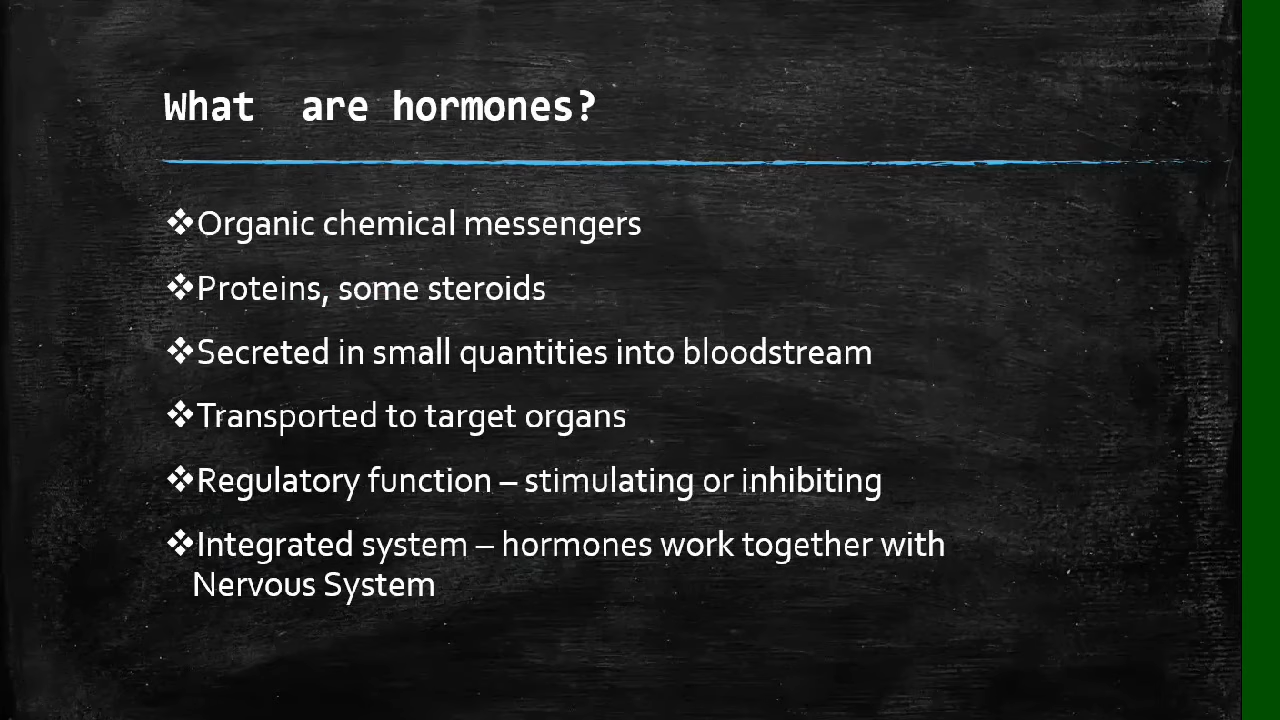 What  are hormones?
❖Organic chemical messengers
❖Proteins, some steroids
❖Secreted in small quantities into bloodstream
❖Transported to target organs
❖Regulatory function – stimulating or inhibiting
❖Integrated system – hormones work together with
Nervous System